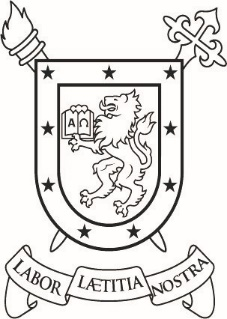 Α Ω
LABOR LÆTITIA NOSTRA